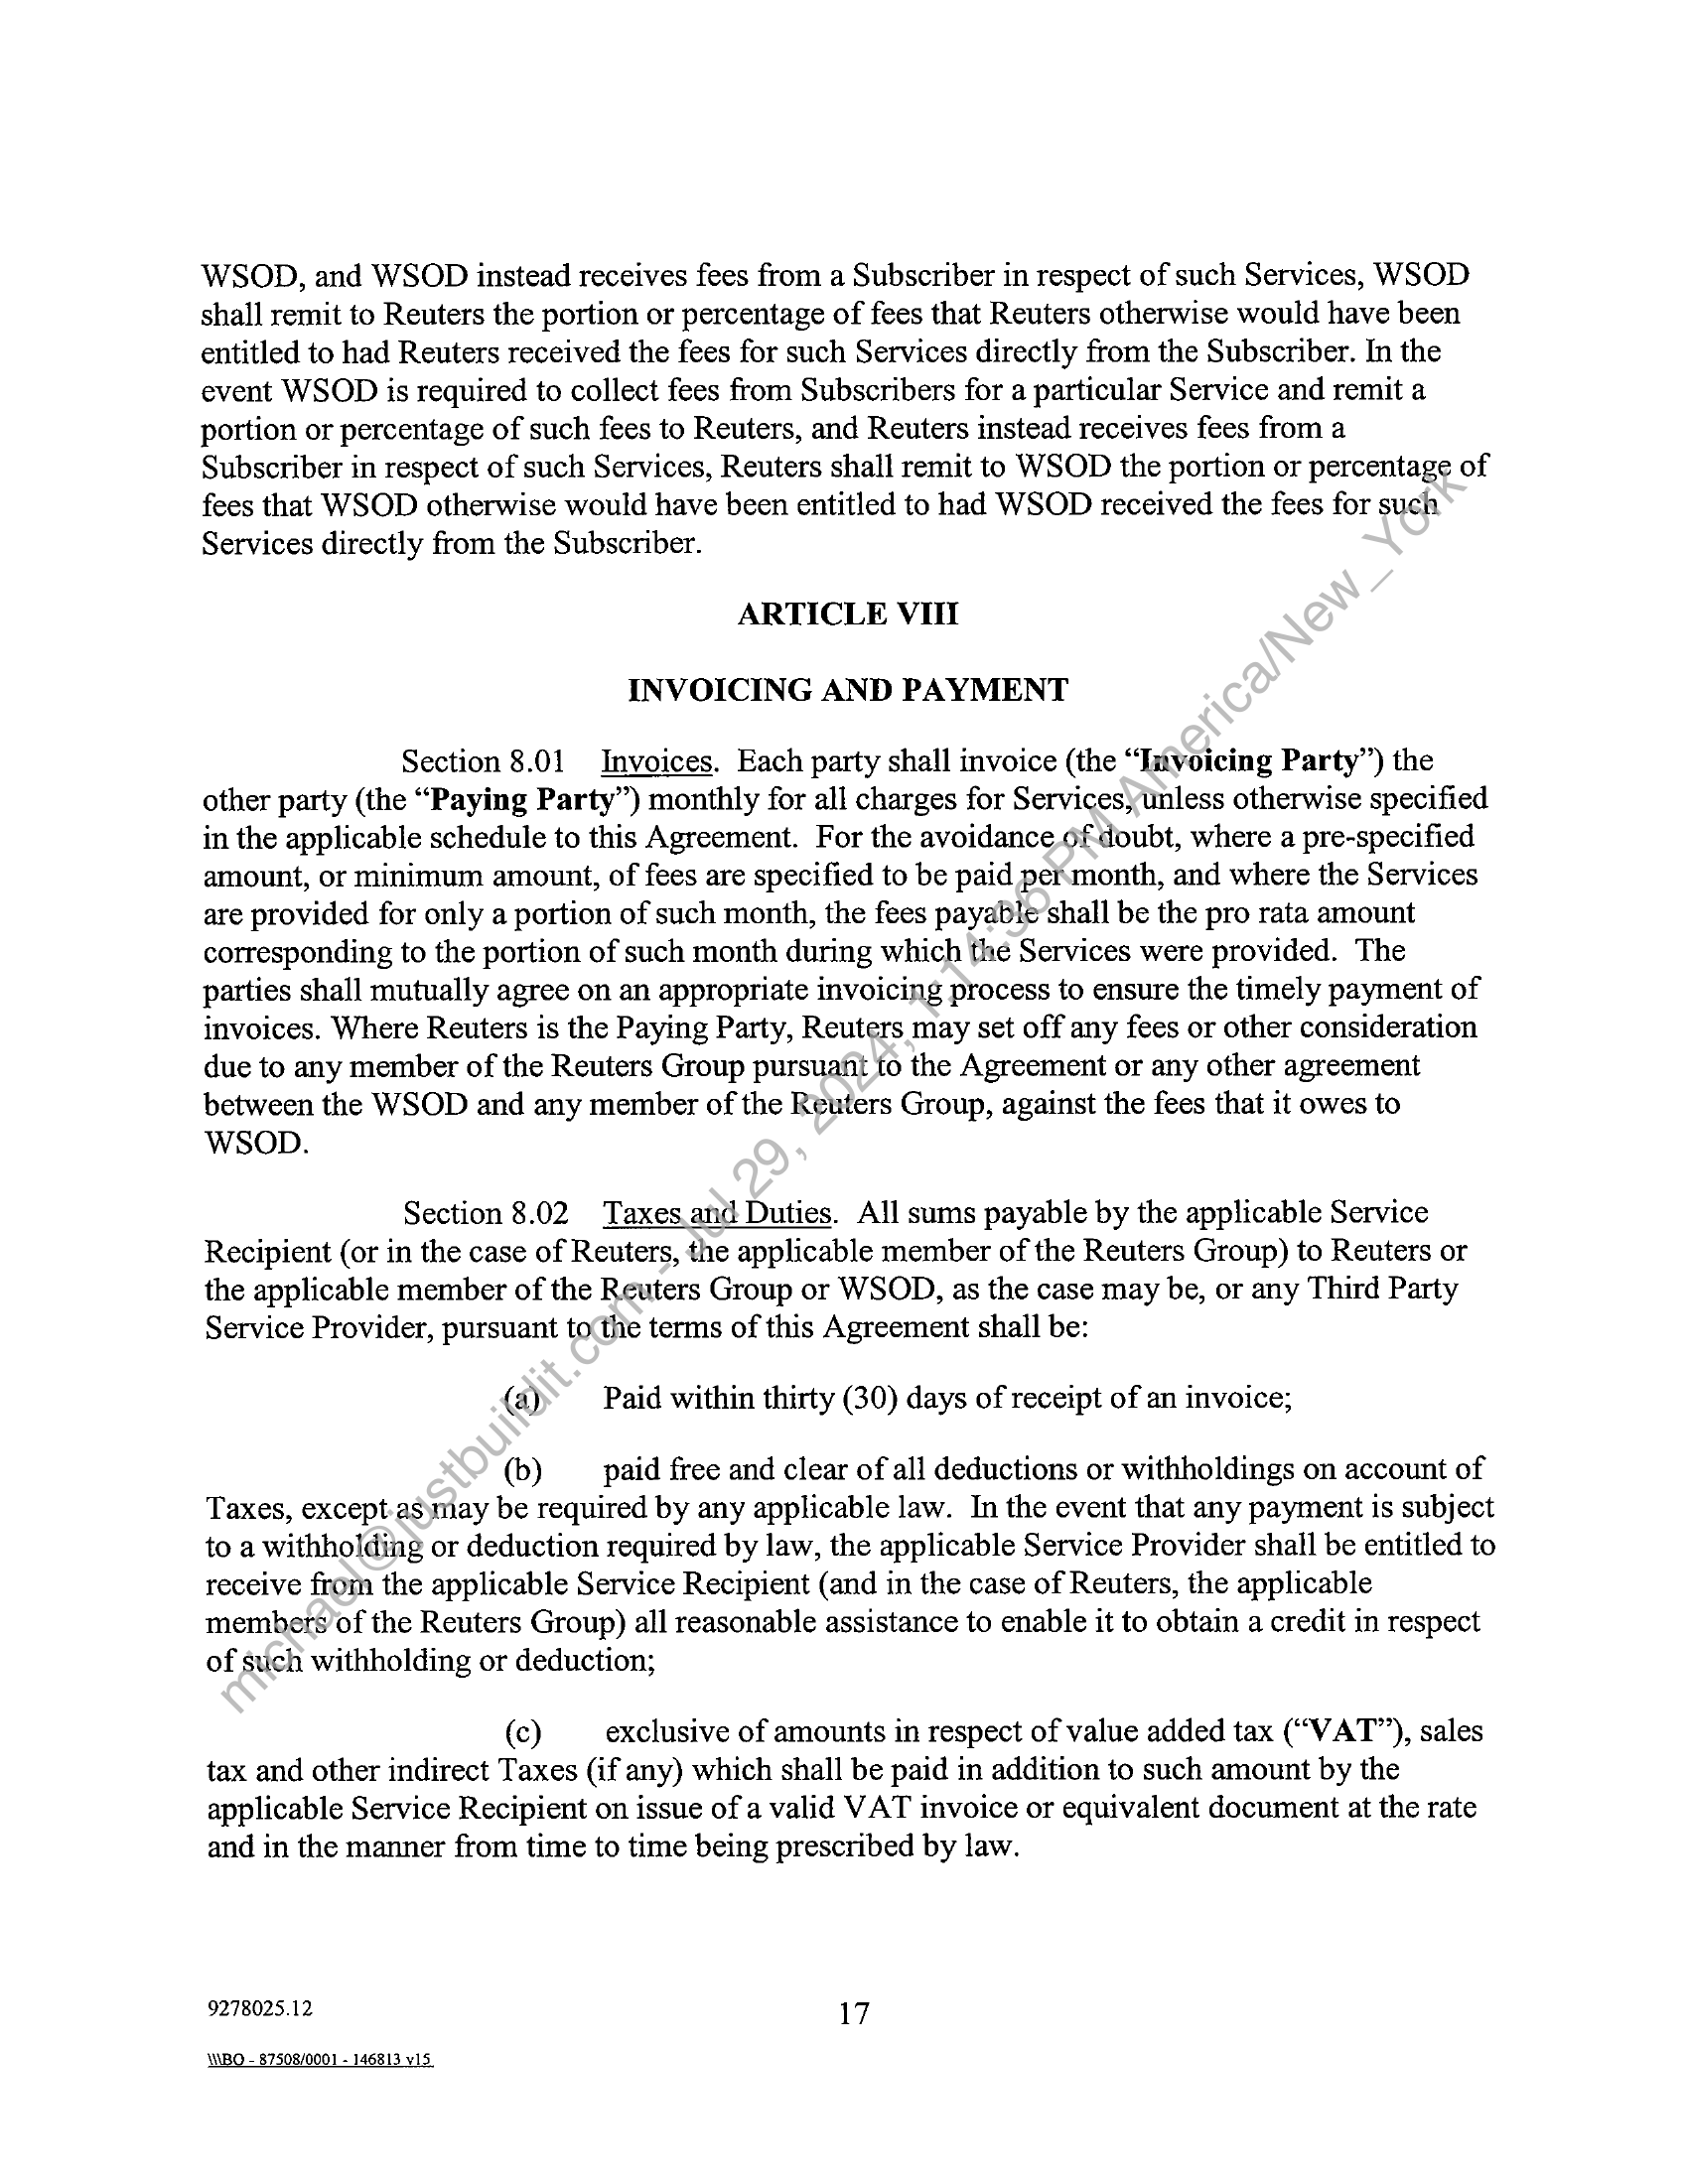 WSOD, and WSOD instead receives fees from a Subscriber in respect of such Services, WSOD
shall remit to Reuters the portion or percentage of fees that Reuters otherwise would have been
entitled to had Reuters received the fees for such Services directly from the Subscriber. In the
event WSOD is required to collect fees from Subscribers for a particular Service and remit a
portion or percentage of such fees to Reuters, and Reuters instead receives fees from a
Subscriber in respect of such Services, Reuters shall remit to WSOD the portion or percentage of
fees that WSOD otherwise would have been entitled to had WSOD received the fees for such
Services directly from the Subscriber.
ARTICLE VIII
INVOICING AND PAYMENT
Section 8.01 Invoices. Each party shall invoice (the “Invoicing Party”) the
other party (the “Paying Party”) monthly for all charges for Services, unless otherwise specified
in the applicable schedule to this Agreement. For the avoidance of doubt, where a pre-specified
amount, or minimum amount, of fees are specified to be paid per month, and where the Services
are provided for only a portion of such month, the fees payable shall be the pro rata amount
corresponding to the portion of such month during which the Services were provided. The
parties shall mutually agree on an appropriate invoicing process to ensure the timely payment of
invoices. Where Reuters is the Paying Party, Reuters may set off any fees or other consideration
due to any member of the Reuters Group pursuant to the Agreement or any other agreement
between the WSOD and any member of the Reuters Group, against the fees that it owes to
WSOD.
Section 8.02 Taxes and Duties. All sums payable by the applicable Service
Recipient (or in the case of Reuters, the applicable member of the Reuters Group) to Reuters or
the applicable member of the Reuters Group or WSOD, as the case may be, or any Third Party
Service Provider, pursuant to the terms of this Agreement shall be:
(a) Paid within thirty (30) days of receipt of an invoice;
(b) paid free and clear of all deductions or withholdings on account of
Taxes, except as may be required by any applicable law. In the event that any payment is subject
to a withholding or deduction required by law, the applicable Service Provider shall be entitled to
receive from the applicable Service Recipient (and in the case of Reuters, the applicable
members of the Reuters Group) all reasonable assistance to enable it to obtain a credit in respect
of such withholding or deduction;
(c) exclusive of amounts in respect of value added tax (“VAT”), sales
tax and other indirect Taxes (if any) which shall be paid in addition to such amount by the
applicable Service Recipient on issue of a valid VAT invoice or equivalent document at the rate
and in the manner from time to time being prescribed by law.
9278025.12
17
\\\BO - 87508/0001 - 146813 v15
michael@justbuildit.com - Jul 29, 2024, 1:14:36 PM America/New_York